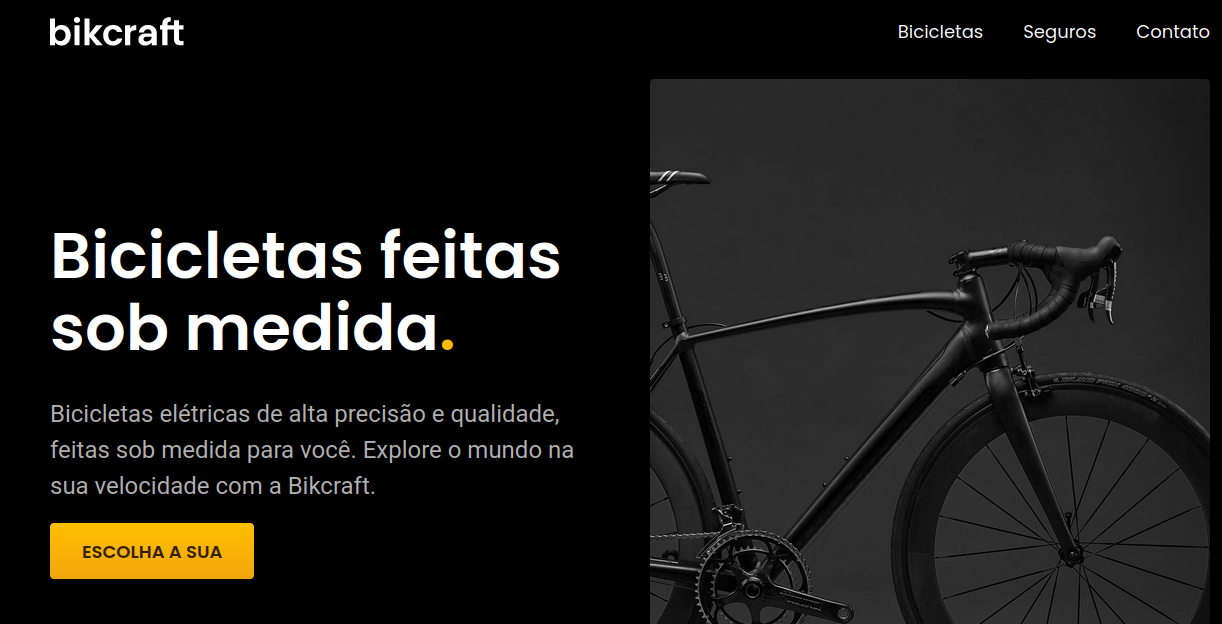 bikcraft
Bicicletas
Seguros
Contato
Bicicletas feitas
sob medida.
Bicicletas elétricas de alta precisão e qualidade,
feitas sob medida para você. Explore o mundo na
sua velocidade com a Bikcraft.
ESCOLHA A SUA
33